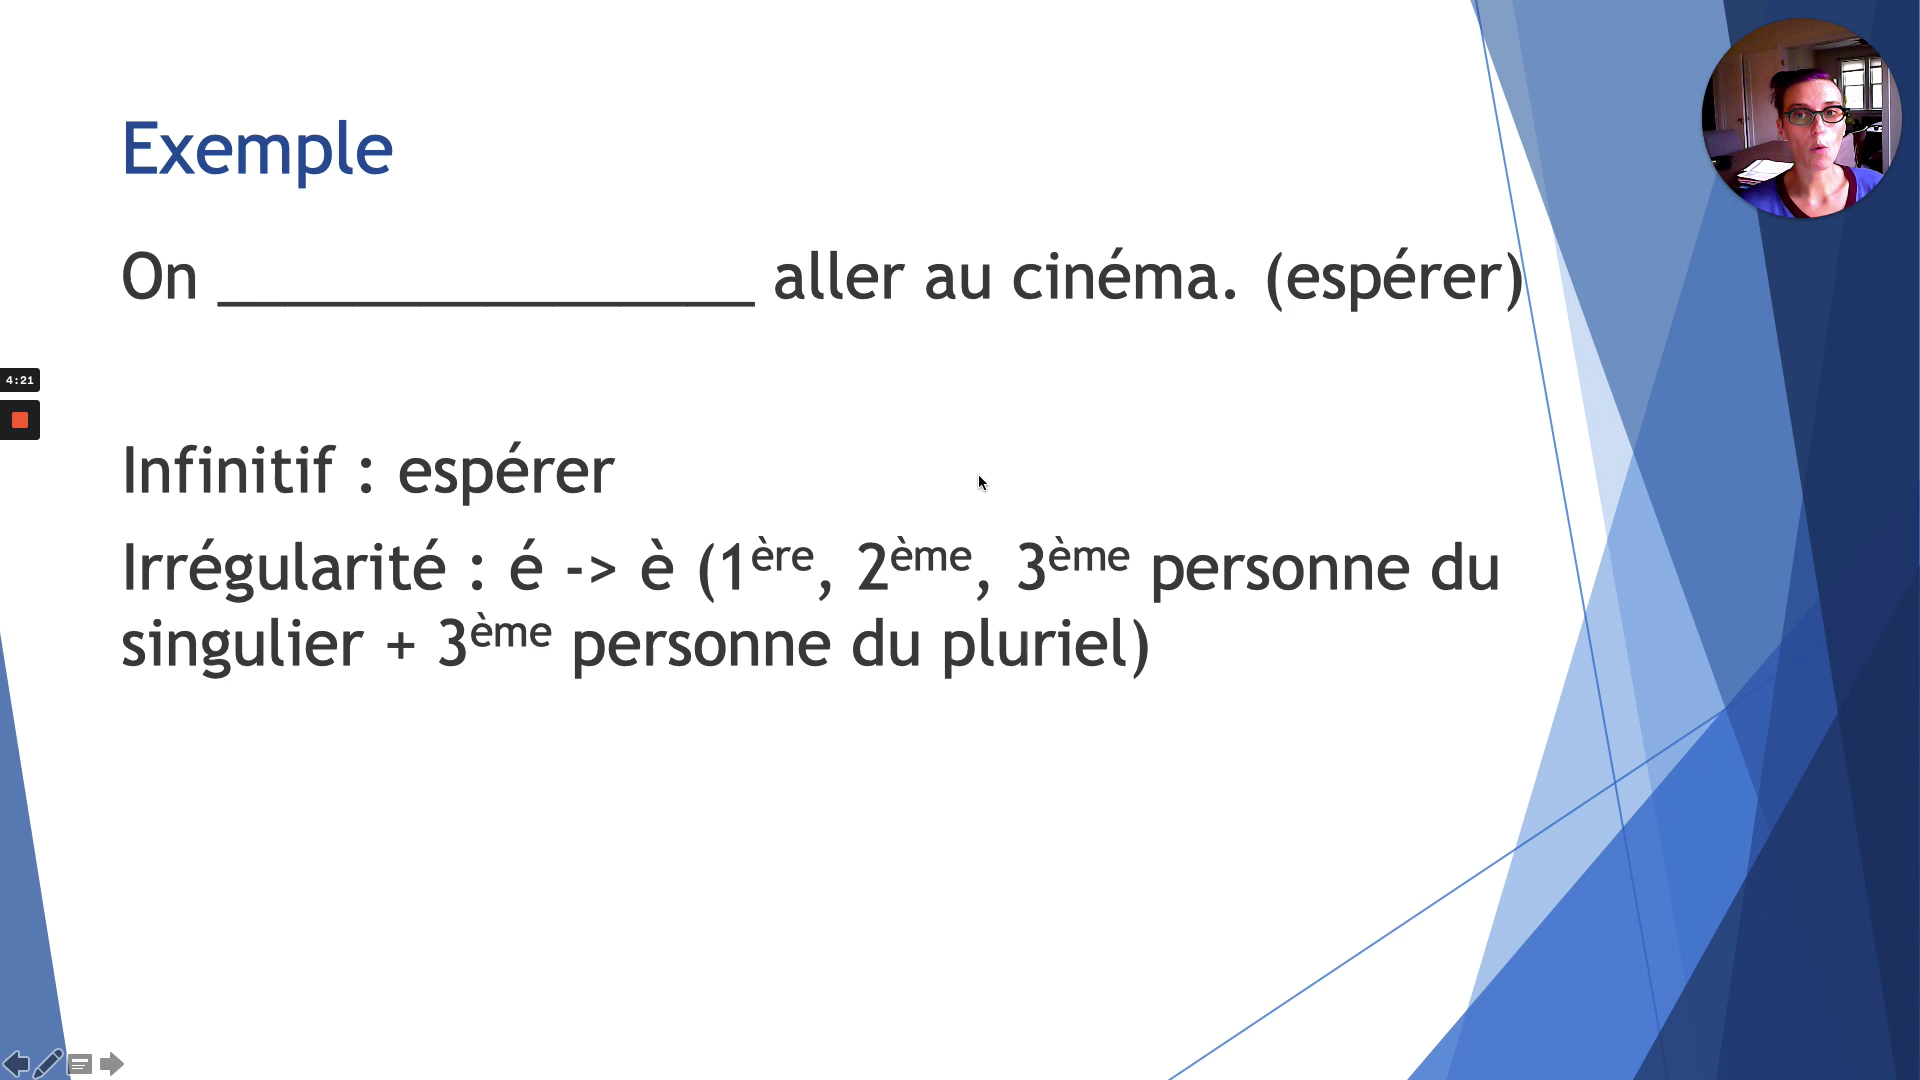 Exemple
On ________________ aller au cinéma. (espérer)
4:21
Infinitif : espérer
Irrégularité : é -> è (1ère, 2ème, 3ème personne du
singulier + 3ème personne du pluriel)